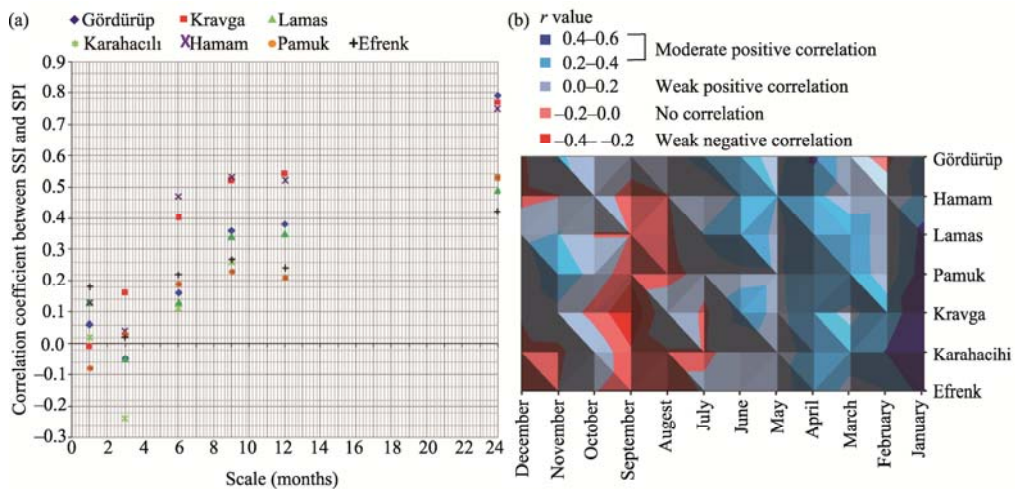 (a)
Gördürüp Kravga Lamas
Karahacılı Hamam Pamuk Efrenk
Correlation coefficient between SSI and SPI
0.9
0.8
0.7
0.6
0.5
0.4
0.3
0.2
0.1
0.0
−0.1
−0.2
−0.3
0 2 4 6 8 10 12 14 16 18 20 22 24
Scale (months)
(b) r value
0.4–0.6
0.2–0.4
Moderate positive correlation
0.0–0.2 Weak positive correlation
−0.2–0.0 No correlation
−0.4– −0.2 Weak negative correlation
Gördürüp
Hamam
Lamas
Pamuk
Kravga
Karahacihi
Efrenk
December
November
October
September
Augest
July
June
May
April
March
February
January